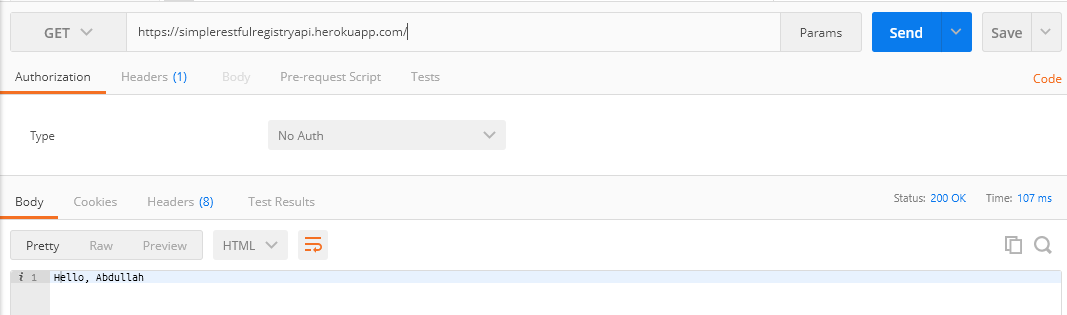 GET https://simplerestfulregistryapi.herokuapp.com/ Params Send Save
Authorization Headers (1) Body Pre-request Script Tests Code
Type No Auth
Body Cookies Headers (8) Test Results Status: 200 OK Time: 107 ms
Pretty Raw Preview HTML
i 1 Hello, Abdullah